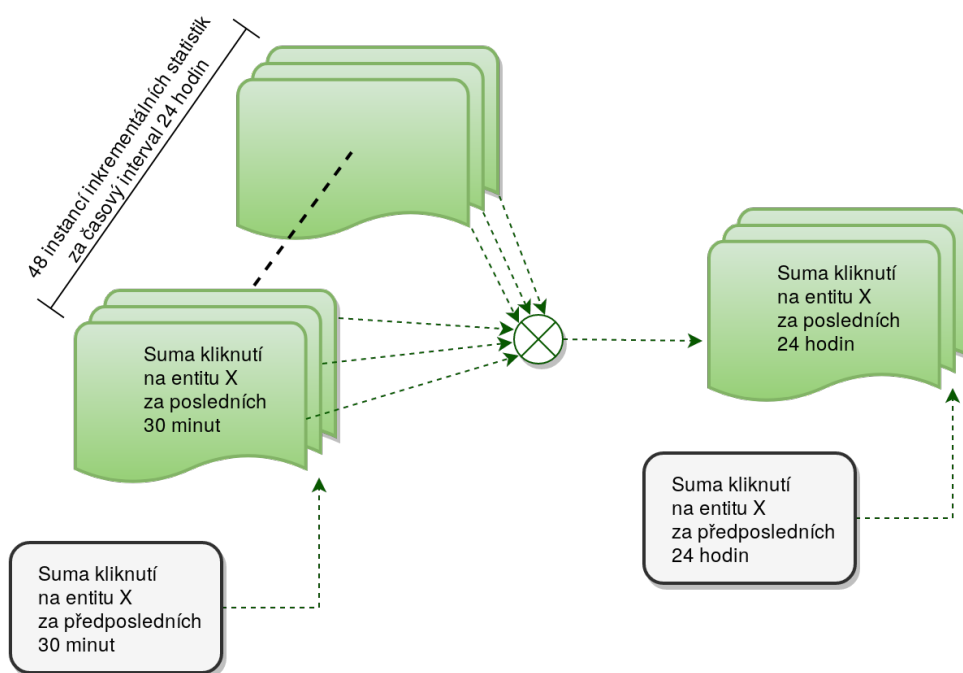 48 instancí inkrementálních statistik
za časový interval 24 hodin
Suma kliknutí
na entitu X
za posledních
30 minut
Suma kliknutí
na entitu X
za posledních
24 hodin
Suma kliknutí
na entitu X
za předposledních
24 hodin
Suma kliknutí
na entitu X
za předposledních
30 minut